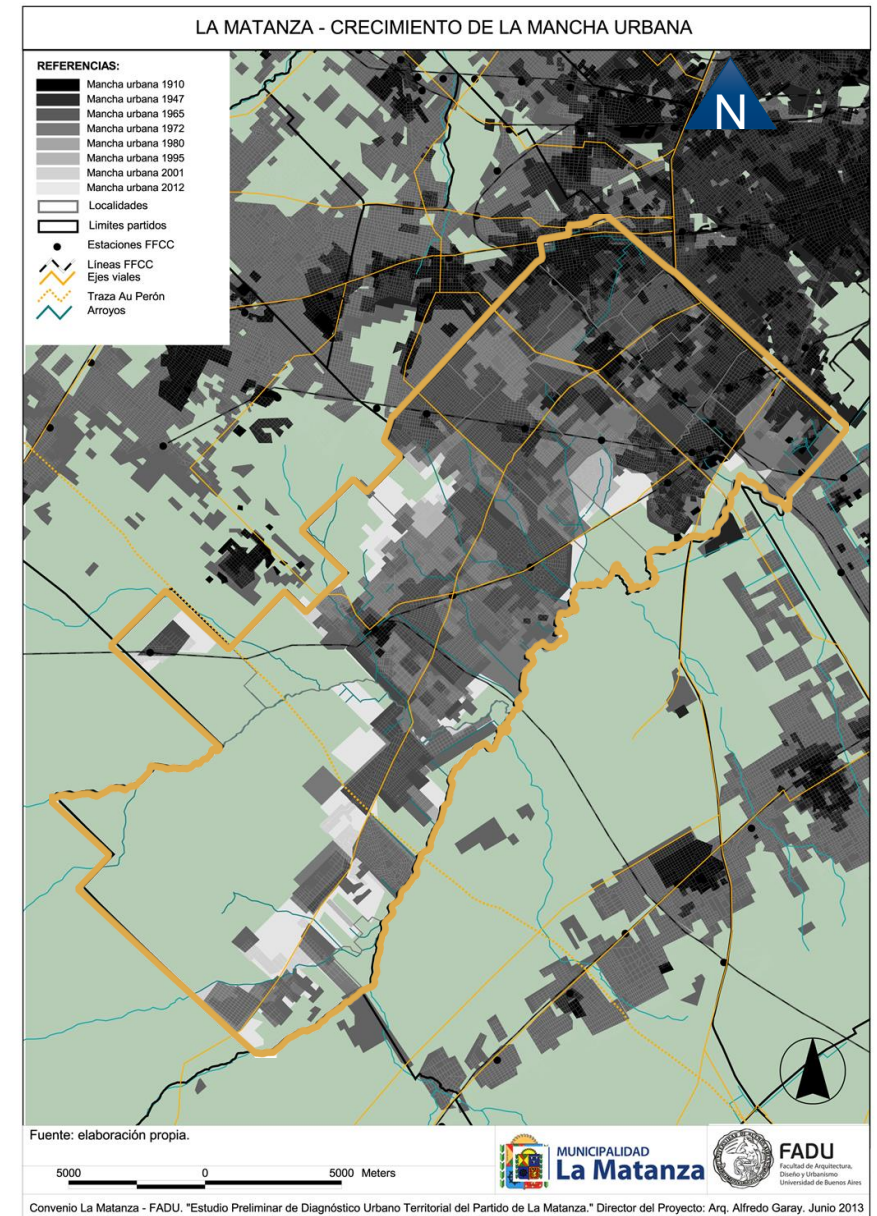 LA MATANZA - CRECIMIENTO DE LA MANCHA URBANA
REFERENCIAS:
Mancha urbana 1910
Mancha urbana 1947
Mancha urbana 1965
Mancha urbana 1972
Mancha urbana 1980
Mancha urbana 1995
Mancha urbana 2001
Mancha urbana 2012
Localidades
Limites partidos
Estaciones FFCC
Líneas FFCC
Ejes viales
Traza Au Perón
Arroyos
N
Fuente: elaboración propia.
5000 0 5000 Meters
MUNICIPALIDAD
La Matanza
FADU
Facultad de Arquitectura,
Diseño y Urbanismo
Universidad de Buenos Aires
Convenio La Matanza - FADU. "Estudio Preliminar de Diagnóstico Urbano Territorial del Partido de La Matanza." Director del Proyecto: Arq. Alfredo Garay. Junio 2013